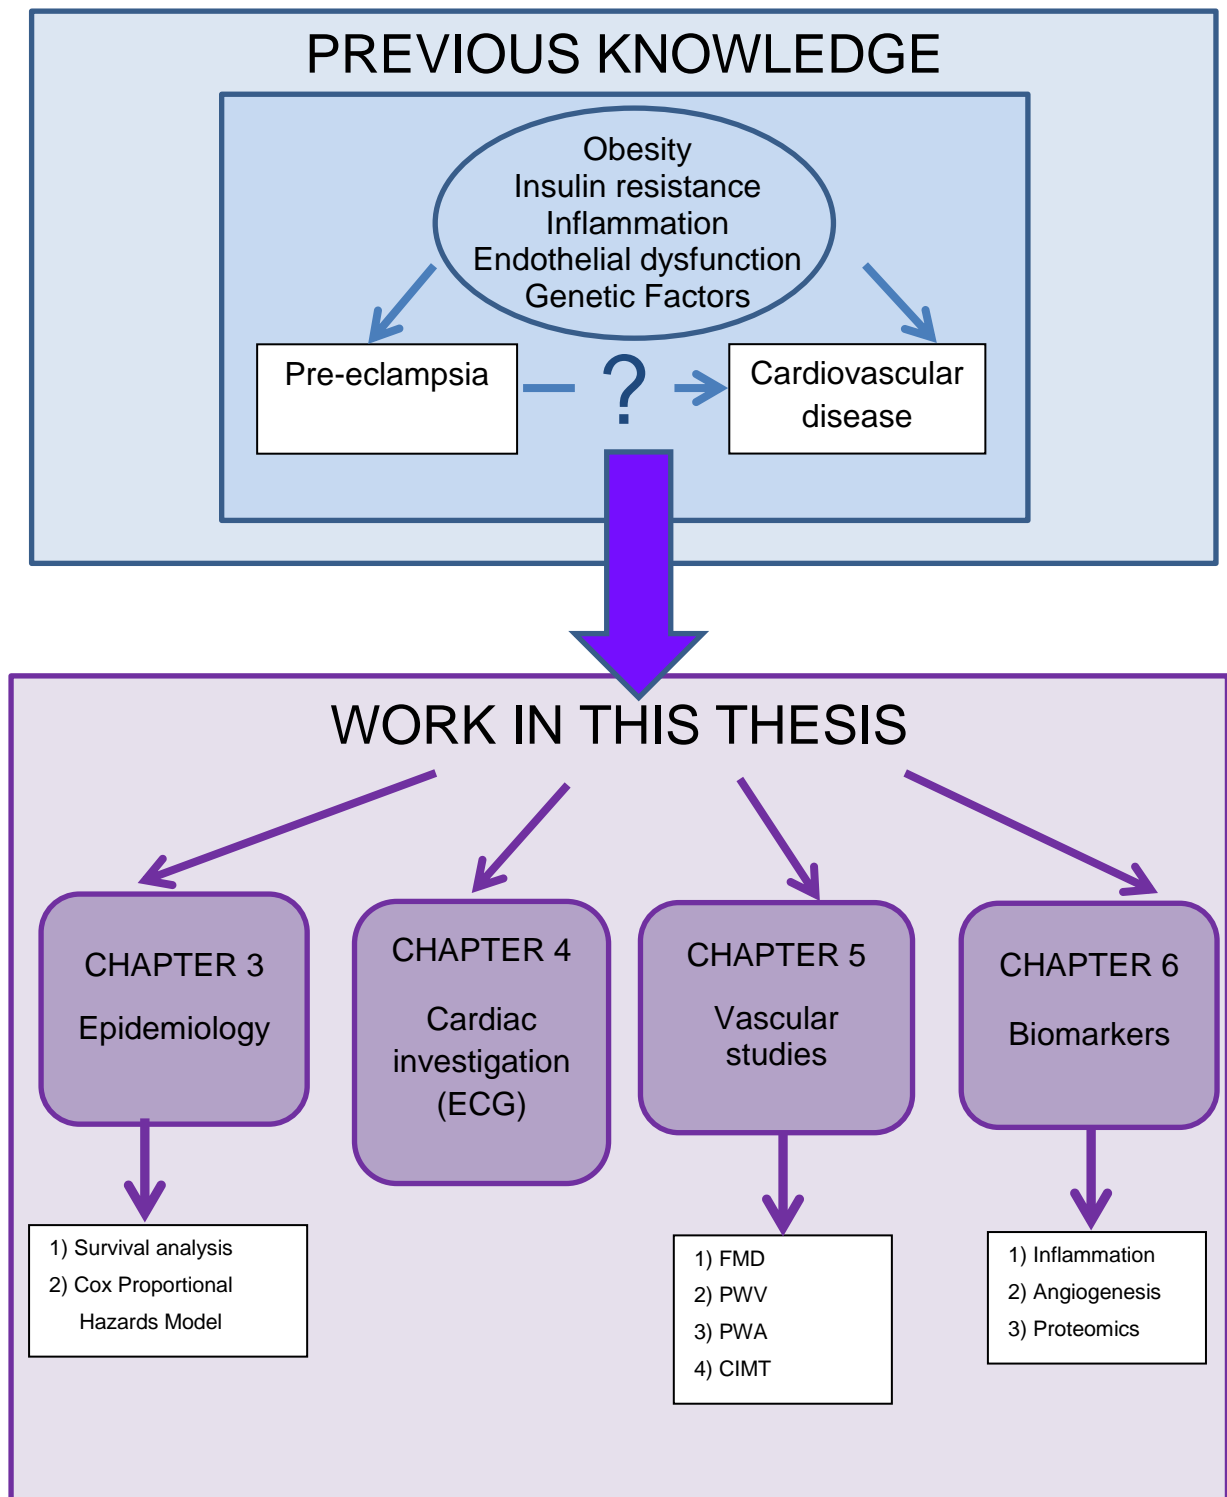 PREVIOUS KNOWLEDGE
Obesity
Insulin resistance
Inflammation
Endothelial dysfunction
Genetic Factors
Pre-eclampsia
?
Cardiovascular
disease
WORK IN THIS THESIS
CHAPTER 3
Epidemiology
CHAPTER 4
Cardiac
investigation
(ECG)
CHAPTER 5
Vascular
studies
CHAPTER 6
Biomarkers
1) Survival analysis
2) Cox Proportional
Hazards Model
1) FMD
2) PWV
3) PWA
4) CIMT
1) Inflammation
2) Angiogenesis
3) Proteomics